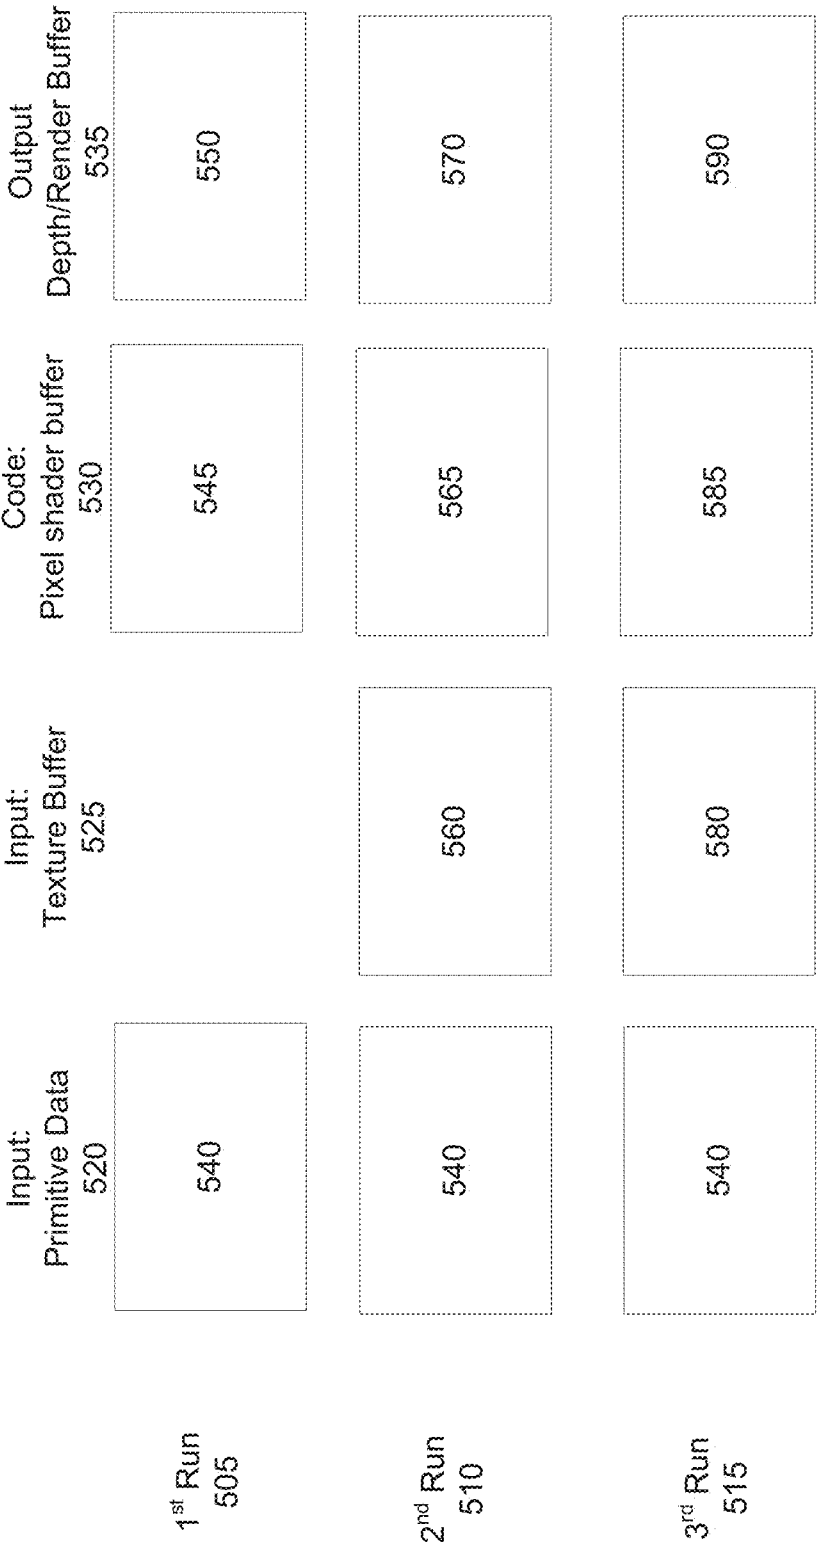 Input:
Primitive Data
520
Input:
Texture Buffer
525
Code:
Pixel shader buffer
530
Output
Depth/Render Buffer
535
1st Run
505
540
545
550
2nd Run
510
540
560
565
570
3rd Run
515
540
580
585
590